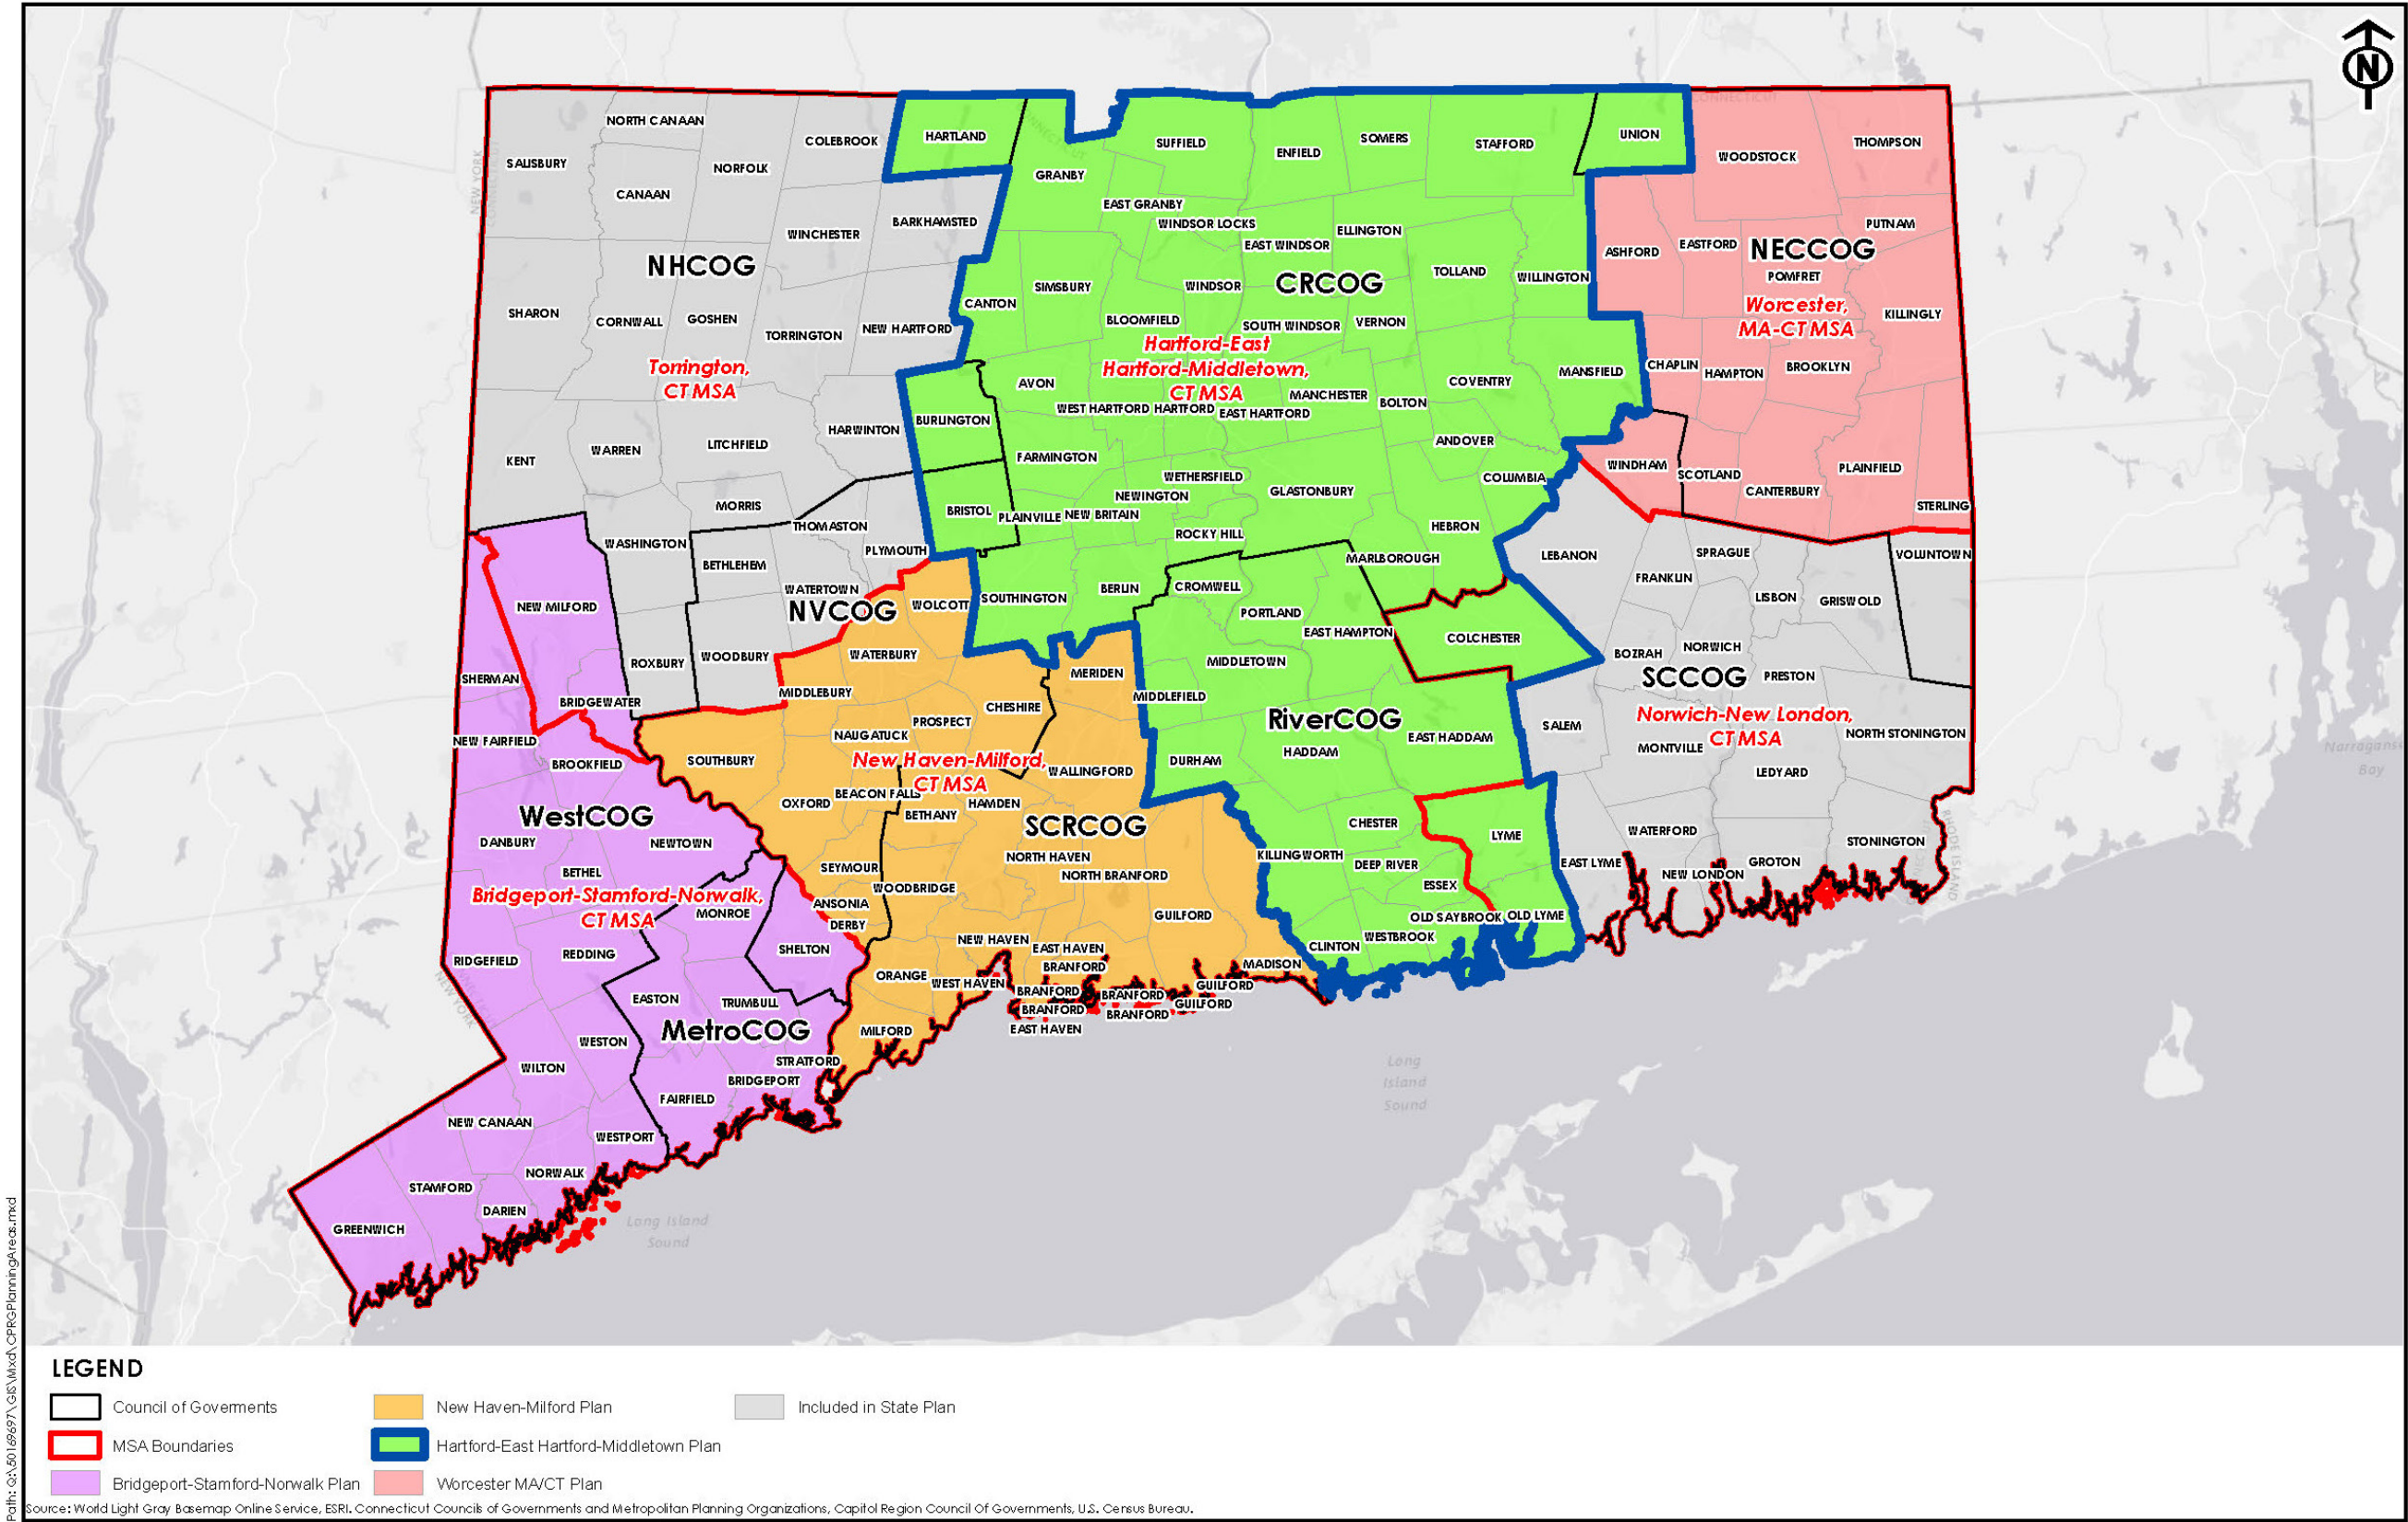 N
CONNECTICUT
NORTH CANAAN
COLEBROOK
HARTLAND
SUFFIELD
ENFIELD
SOMERS
STAFFORD
UNION
WOODSTOCK
THOMPSON
SALISBURY
NORFOLK
CANAAN
GRANBY
NEW YORK
EAST GRANBY
WINDSOR LOCKS
BARKHAMSTED
WINCHESTER
ELLINGTON
EAST WINDSOR
PUTNAM
ASHFORD
EASTFORD
NECCOG
POMFRET
NHCOG
CRCOG
TOLLAND
WILLINGTON
SIMSBURY
WINDSOR
CANTON
SHARON
CORNWALL
GOSHEN
TORRINGTON
NEW HARTFORD
BLOOMFIELD
SOUTH WINDSOR
VERNON
Worcester,
MA-CT MSA
KILLINGLY
Hartford-East
Hartford-Middletown,
CT MSA
Torrington,
CT MSA
AVON
MANCHESTER
COVENTRY
MANSFIELD
CHAPLIN
HAMPTON
BROOKLYN
WEST HARTFORD
HARTFORD
EAST HARTFORD
BOLTON
BURLINGTON
HARWINTON
LITCHFIELD
WARREN
KENT
ANDOVER
FARMINGTON
WETHERSFIELD
COLUMBIA
WINDHAM
SCOTLAND
PLAINFIELD
CANTERBURY
STERLING
NEWINGTON
GLASTONBURY
MORRIS
BRISTOL
PLAINVILLE
NEW BRITAIN
ROCKY HILL
HEBRON
THOMASTON
PLYMOUTH
WASHINGTON
BETHLEHEM
WATERTOWN
MARLBOROUGH
LEBANON
SPRAGUE
VOLUNTOWN
FRANKLIN
LISBON
GRISWOLD
NEW MILFORD
NVCOG
WOLCOTT
SOUTHINGTON
BERLIN
CROMWELL
PORTLAND
EAST HAMPTON
COLCHESTER
BOZRAH
NORWICH
SCCOG
PRESTON
WATERBURY
WOODBURY
ROXBURY
MERIDEN
MIDDLETOWN
SHERMAN
BRIDGEWATER
MIDDLEBURY
MIDDLEFIELD
CHESHIRE
PROSPECT
RiverCOG
Norwich-New London,
CT MSA
NAUGATUCK
NEW FAIRFIELD
BROOKFIELD
SOUTHBURY
New Haven-Milford,
CT MSA
WALLINGFORD
DURHAM
HADDAM
EAST HADDAM
SALEM
MONTVILLE
NORTH STONINGTON
LEDYARD
OXFORD
BEACON FALLS
BETHANY
HAMDEN
WestCOG
SCRCOG
CHESTER
LYME
WATERFORD
STONINGTON
DANBURY
NEWTOWN
BETHEL
SEYMOUR
NORTH HAVEN
NORTH BRANFORD
KILLINGWORTH
DEEP RIVER
ESSEX
EAST LYME
NEW LONDON
GROTON
Bridgeport-Stamford-Norwalk,
CT MSA
MONROE
ANSONIA
DERBY
WOODBRIDGE
GUILFORD
OLD SAYBROOK
OLD LYME
WESTBROOK
CLINTON
RIDGEFIELD
REDDING
SHELTON
NEW HAVEN
EAST HAVEN
BRANFORD
MADISON
ORANGE
WEST HAVEN
BRANFORD
BRANFORD
GUILFORD
GUILFORD
BRANFORD
BRANFORD
EAST HAVEN
EASTON
TRUMBULL
MetroCOG
MILFORD
WESTON
WILTON
STRATFORD
BRIDGEPORT
FAIRFIELD
NEW CANAAN
WESTPORT
NORWALK
STAMFORD
DARIEN
GREENWICH
Long
Island
Sound
Long Island
Sound
LEGEND
Council of Goverments
MSA Boundaries
Bridgeport-Stamford-Norwalk Plan
New Haven-Milford Plan
Hartford-East Hartford-Middletown Plan
Worcester MA/CT Plan
Included in State Plan
Source: World Light Gray Basemap Online Service, ESRI. Connecticut Councils of Governments and Metropolitan Planning Organizations, Capitol Region Council Of Governments, U.S. Census Bureau.
Path: Q:\50169697\GIS\Mxd\CPRGPlanningAreas.mxd